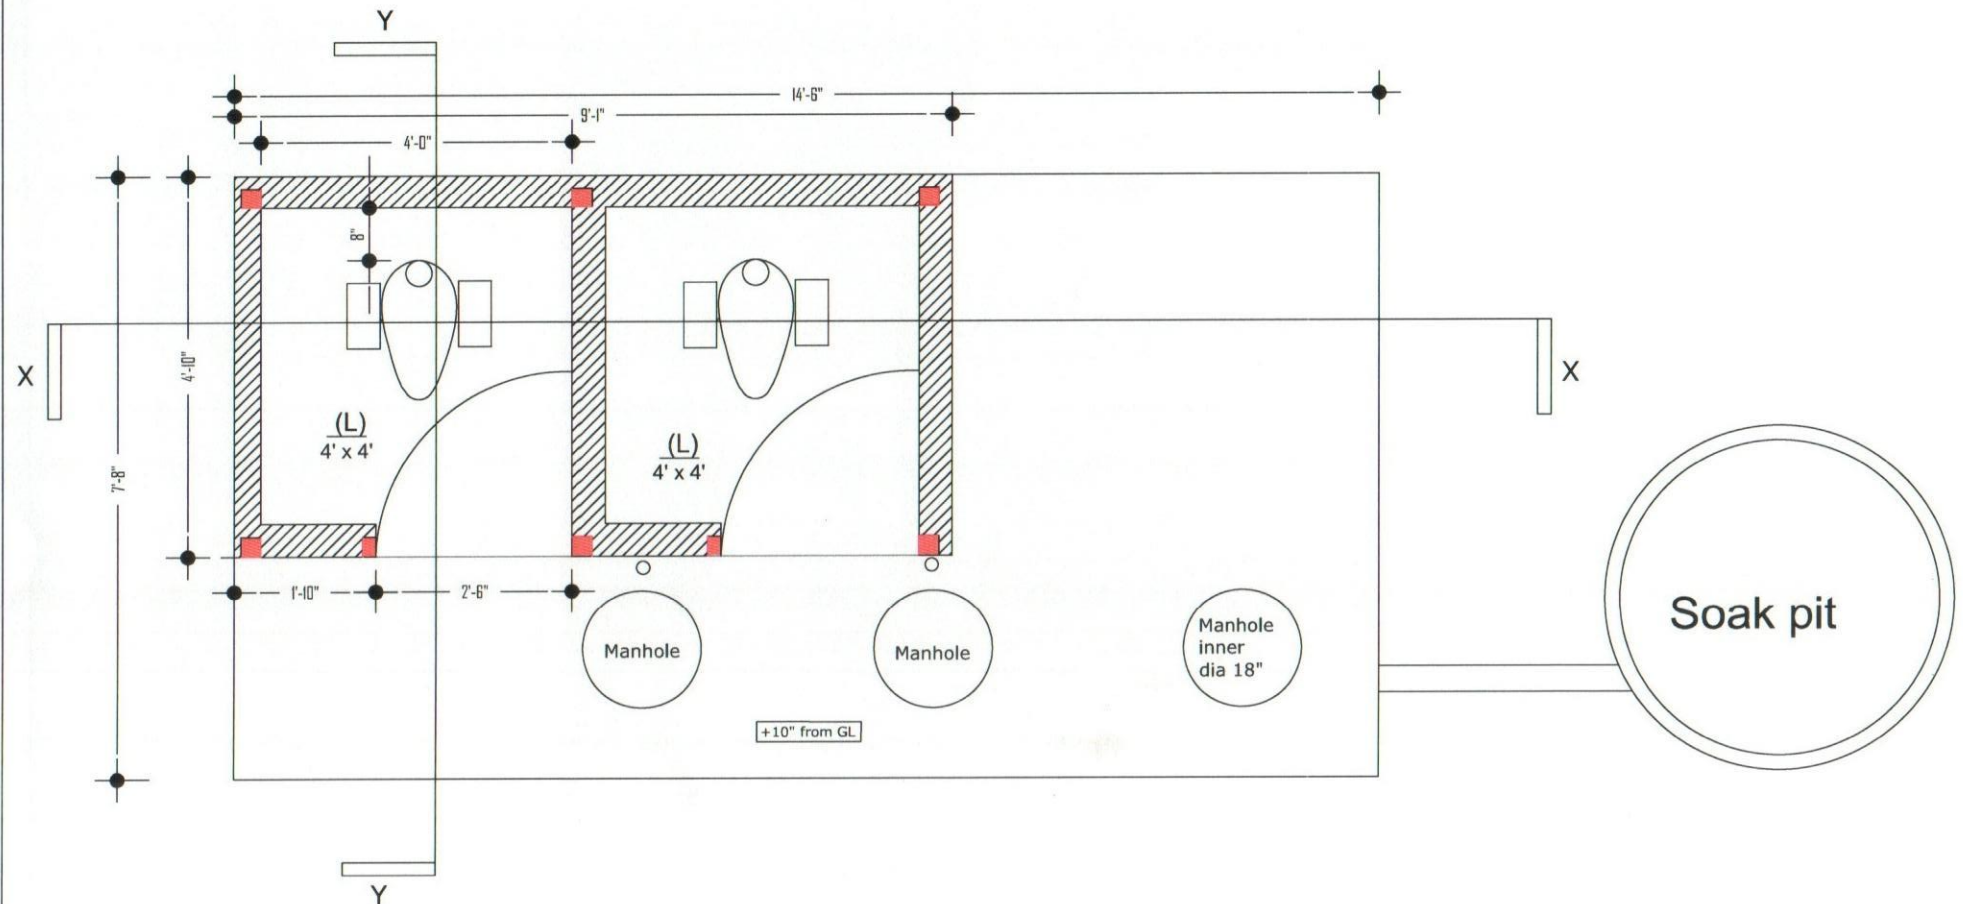 Y
14'-6"
9'-1"
4'-0"
8"
4'-10"
X
X
(L)
4' x 4'
(L)
4' x 4'
7'-8"
1'-10"
2'-6"
Manhole
Manhole
Manhole
inner
dia 18"
Soak pit
+10" from GL
Y